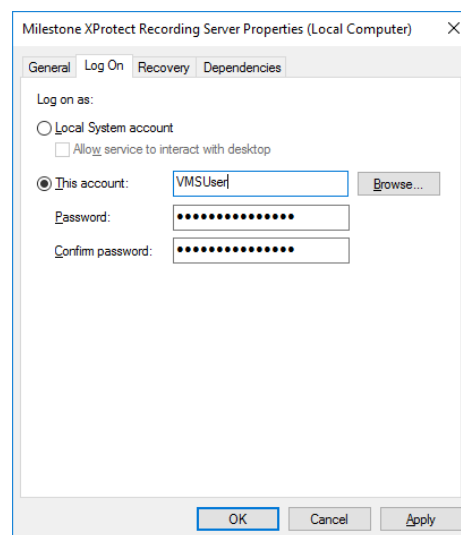 Milestone XProtect Recording Server Properties (Local Computer)
General Log On Recovery Dependencies
Log on as:
Local System account
Allow service to interact with desktop
This account: VMSUser Browse...
Password: •••••••••••••••
Confirm password: •••••••••••••••
OK Cancel Apply